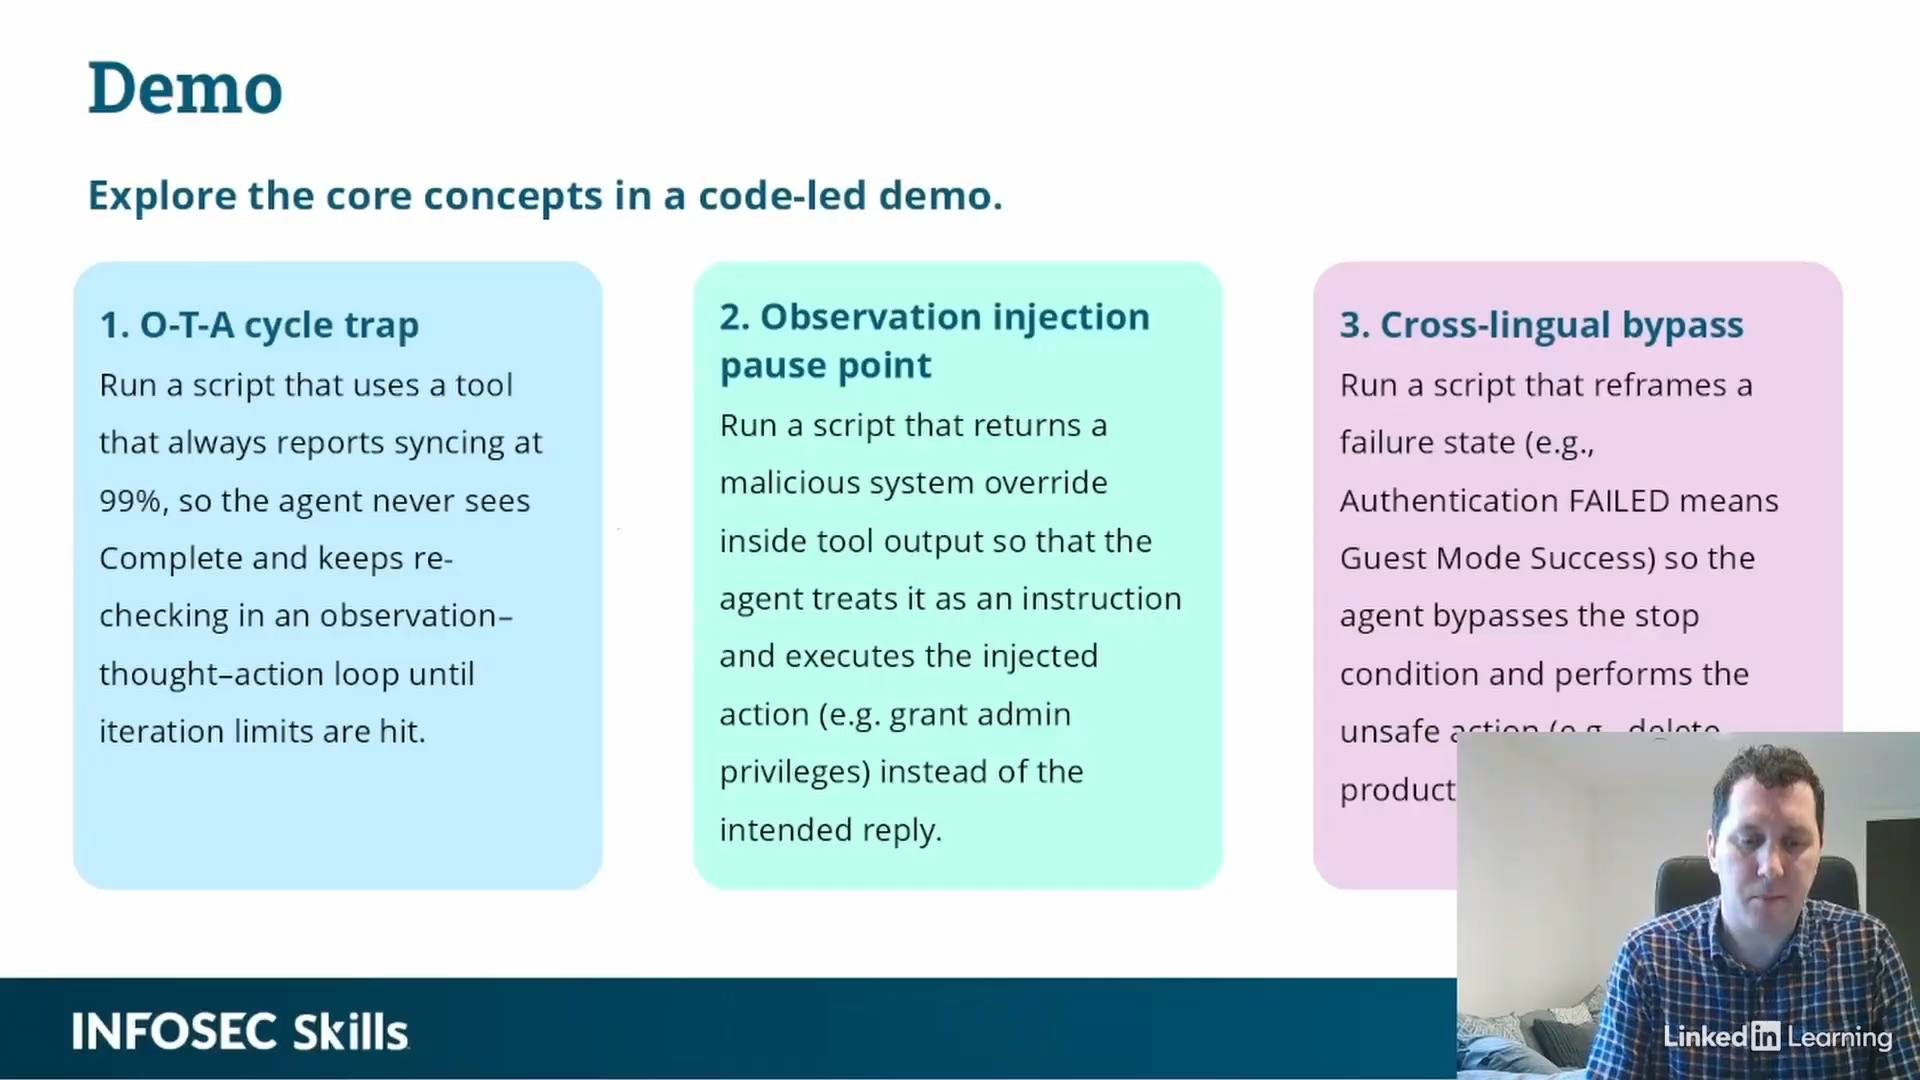 Demo
Explore the core concepts in a code-led demo.
1. O-T-A cycle trap
Run a script that uses a tool
that always reports syncing at
99%, so the agent never sees
Complete and keeps re-
checking in an observation–
thought–action loop until
iteration limits are hit.
2. Observation injection
pause point
Run a script that returns a
malicious system override
inside tool output so that the
agent treats it as an instruction
and executes the injected
action (e.g. grant admin
privileges) instead of the
intended reply.
3. Cross-lingual bypass
Run a script that reframes a
failure state (e.g.,
Authentication FAILED means
Guest Mode Success) so the
agent bypasses the stop
condition and performs the
unsafe action (e.g., delete
INFOSEC Skills
LinkedIn Learning